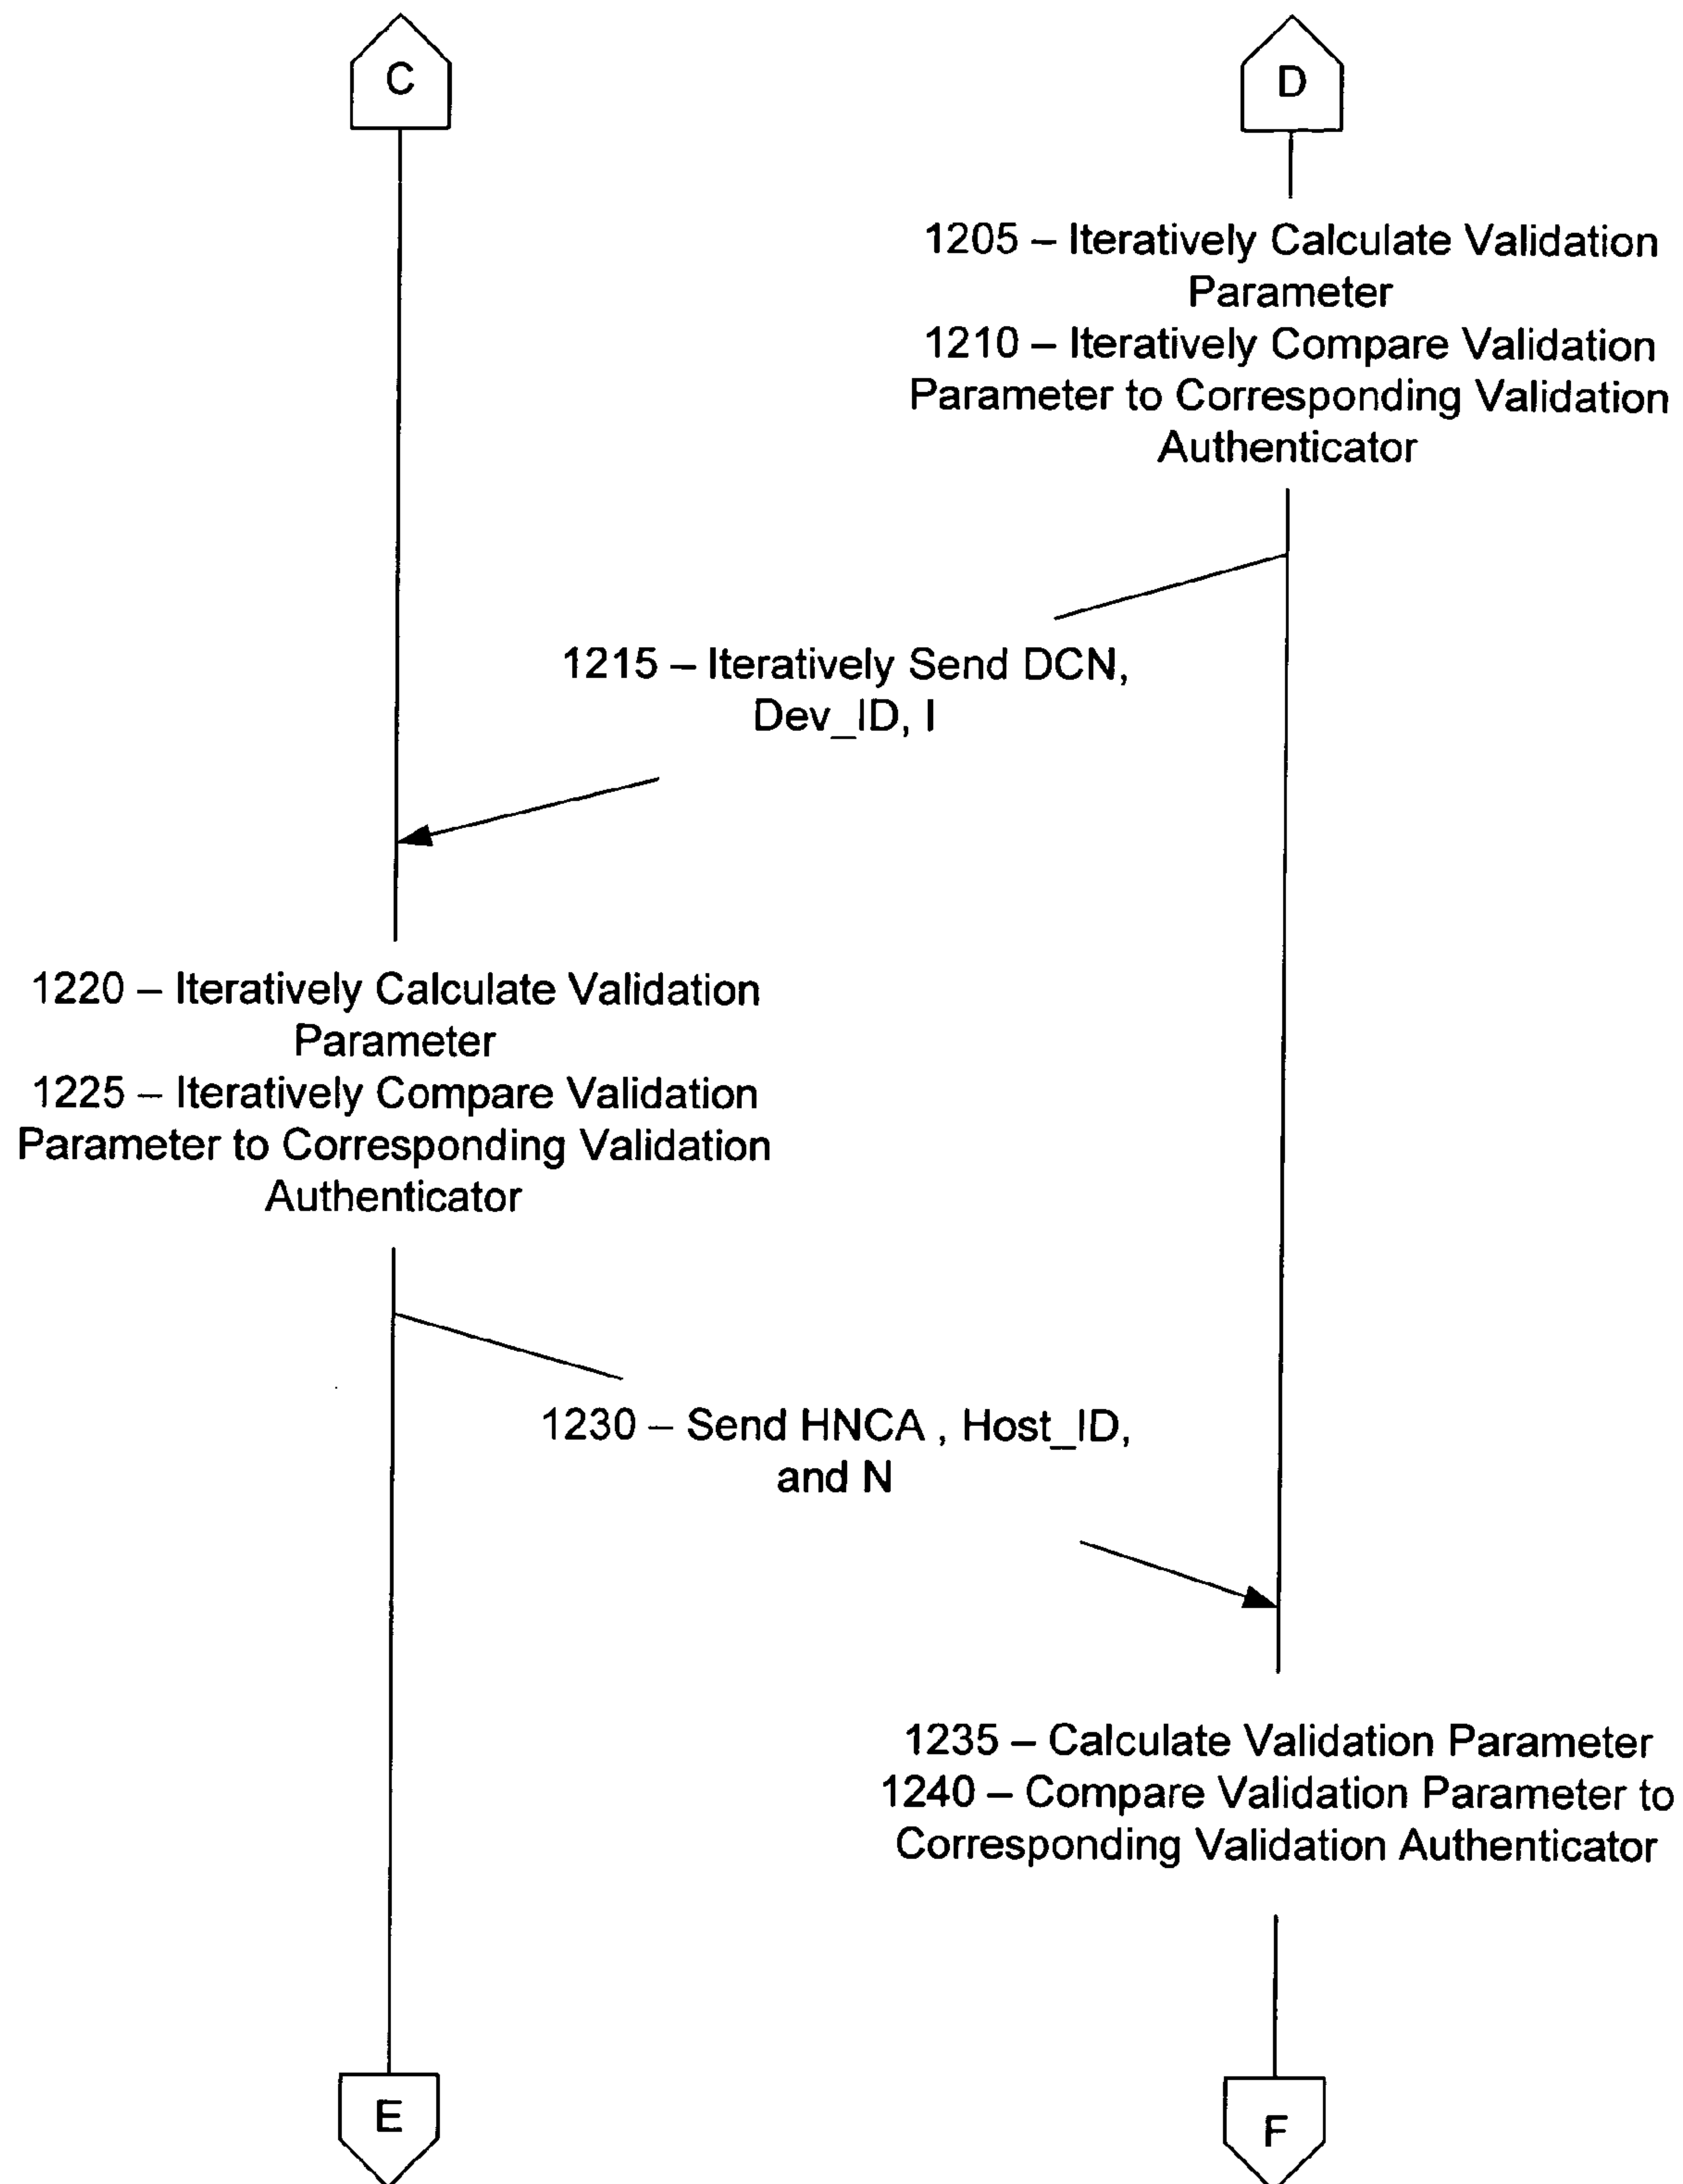 C
D
1205 – Iteratively Calculate Validation
Parameter
1210 – Iteratively Compare Validation
Parameter to Corresponding Validation
Authenticator
1215 – Iteratively Send DCN,
Dev_ID, I
1220 – Iteratively Calculate Validation
Parameter
1225 – Iteratively Compare Validation
Parameter to Corresponding Validation
Authenticator
1230 – Send HNCA , Host_ID,
and N
1235 – Calculate Validation Parameter
1240 – Compare Validation Parameter to
Corresponding Validation Authenticator
E
F